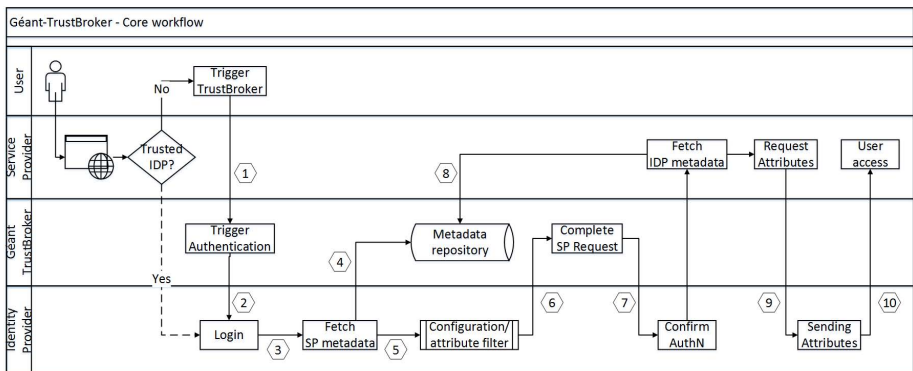 Géant-TrustBroker - Core workflow
User
Trigger
TrustBroker
No
Service
Provider
Trusted
IDP?
1
8
Fetch
IDP metadata
Request
Attributes
User
access
Géant
TrustBroker
Trigger
Authentication
Metadata
repository
Complete
SP Request
4
Yes
2
6
7
9
10
Identity
Provider
Login
3
Fetch
SP metadata
5
Configuration/
attribute filter
Confirm
AuthN
Sending
Attributes